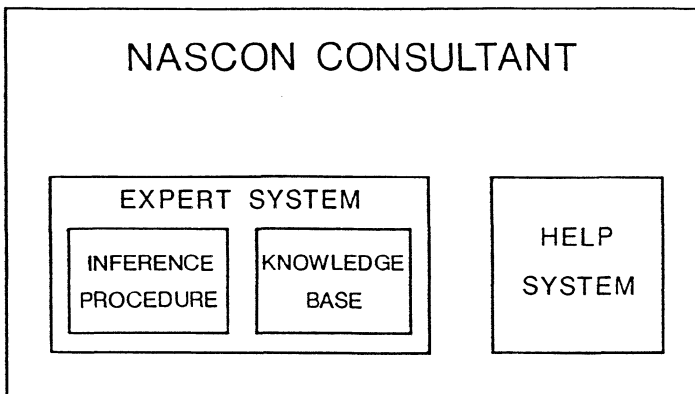 NASCON CONSULTANT
EXPERT SYSTEM
INFERENCE
PROCEDURE
KNOWLEDGE
BASE
HELP
SYSTEM